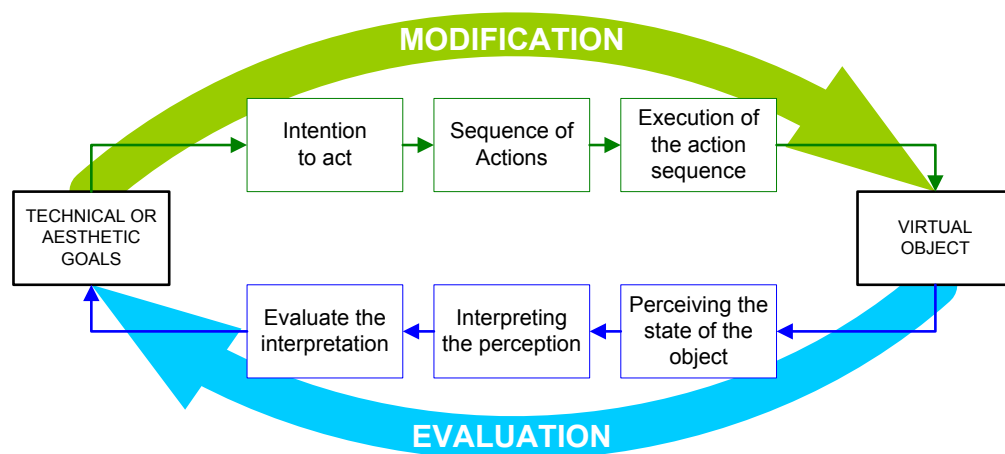 MODIFICATION
Intention
to act
Sequence of
Actions
Execution of
the action
sequence
TECHNICAL OR
AESTHETIC
GOALS
VIRTUAL
OBJECT
Evaluate the
interpretation
Interpreting
the perception
Perceiving the
state of the
object
EVALUATION